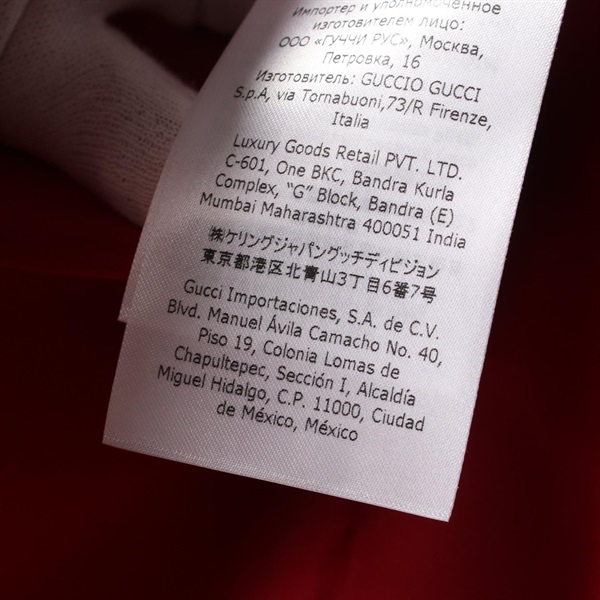 Импортер и уполномоченное
изготовителем лицо:
ООО «ГУЧЧИ РУС», Москва,
Петровка, 16
Изготовитель: GUCCIO GUCCI
S.p.A, via Tornabuoni,73/R Firenze,
Italia
Luxury Goods Retail PVT. LTD.
C-601, One BKC, Bandra Kurla
Complex, “G” Block, Bandra (E)
Mumbai Maharashtra 400051 India
㈱ケリングジャパングッチディビジョン
東京都港区北青山3丁目6番7号
Gucci Importaciones, S.A. de C.V.
Blvd. Manuel Ávila Camacho No. 40,
Piso 19, Colonia Lomas de
Chapultepec, Sección I, Alcaldía
Miguel Hidalgo, C.P. 11000, Ciudad
de México, México